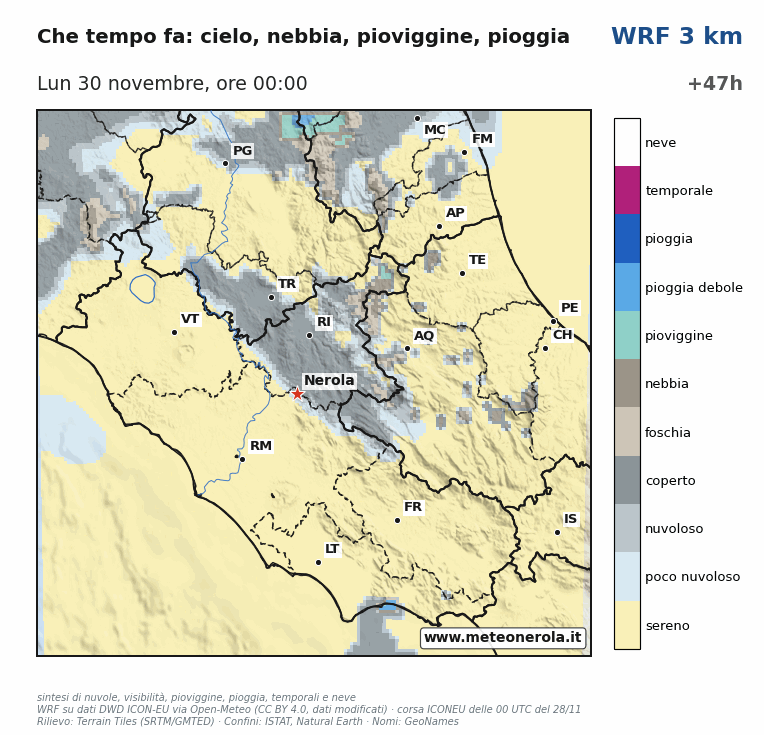 Che tempo fa: cielo, nebbia, pioviggine, pioggia
WRF 3 km
Lun 30 novembre, ore 00:00
+47h
MC
FM
PG
AP
TE
TR
PE
VT
RI
AQ
CH
Nerola
RM
FR
IS
LT
www.meteonerola.it
neve
temporale
pioggia
pioggia debole
pioviggine
nebbia
foschia
coperto
nuvoloso
poco nuvoloso
sereno
sintesi di nuvole, visibilità, pioviggine, pioggia, temporali e neve
WRF su dati DWD ICON-EU via Open-Meteo (CC BY 4.0, dati modificati) · corsa ICONEU delle 00 UTC del 28/11
Rilievo: Terrain Tiles (SRTM/GMTED) · Confini: ISTAT, Natural Earth · Nomi: GeoNames